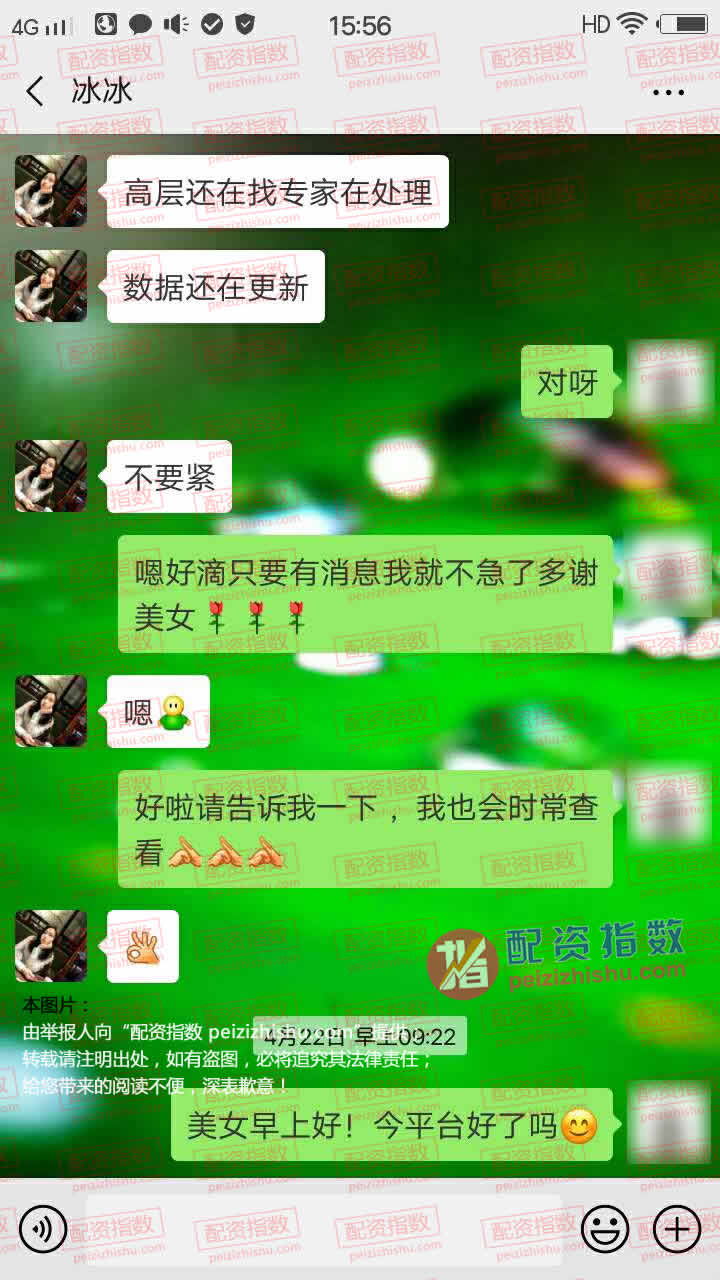 4G
15:56
HD
冰冰
高层还在找专家在处理
数据还在更新
对呀
不要紧
嗯好滴只要有消息我就不急了多谢
美女🌹🌹🌹
嗯
好啦请告诉我一下，我也会时常查
看
配资指数
peizizhishu.com
本图片：
由举报人向“配资指数 peizizhishu.com”提供，
4月22日 早上09:22
转载请注明出处，如有盗图，必将追究其法律责任；
给您带来的阅读不便，深表歉意！
美女早上好！今平台好了吗😊